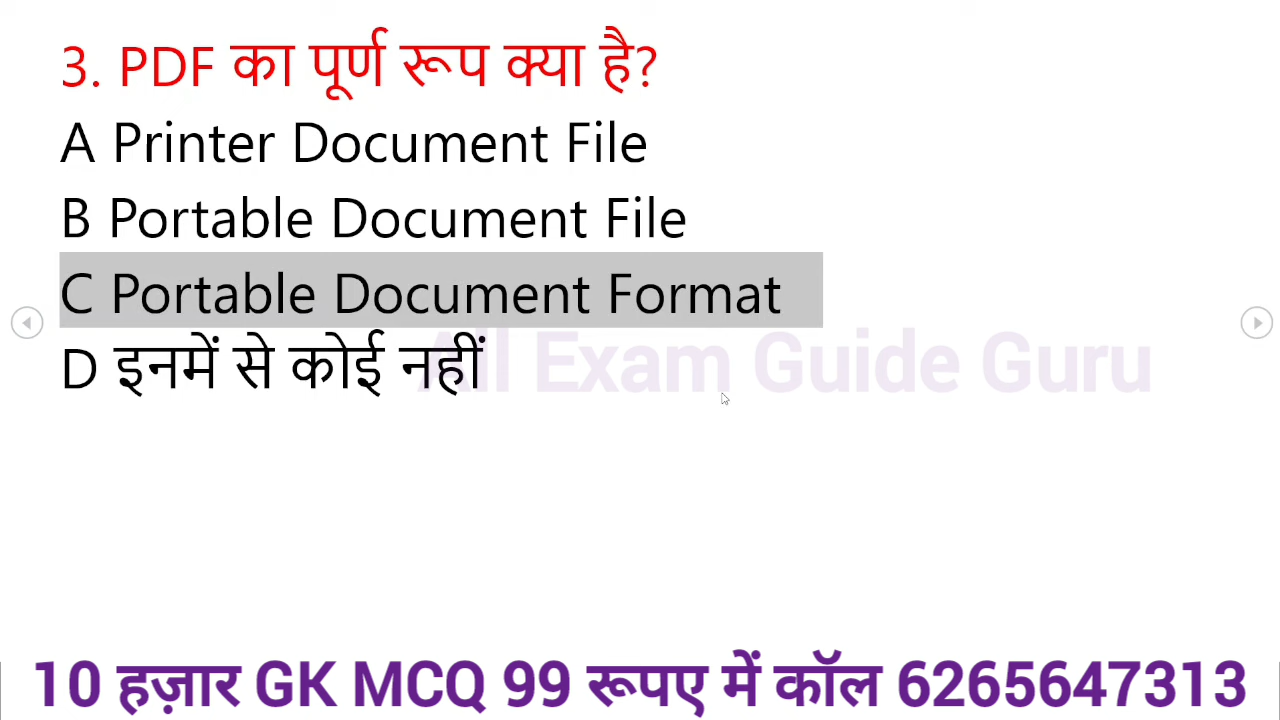 3. PDF का पूर्ण रूप क्या है?
A Printer Document File
B Portable Document File
C Portable Document Format
D इनमें से कोई नहीं
All Exam Guide Guru
10 हज़ार GK MCQ 99 रूपए में कॉल 6265647313